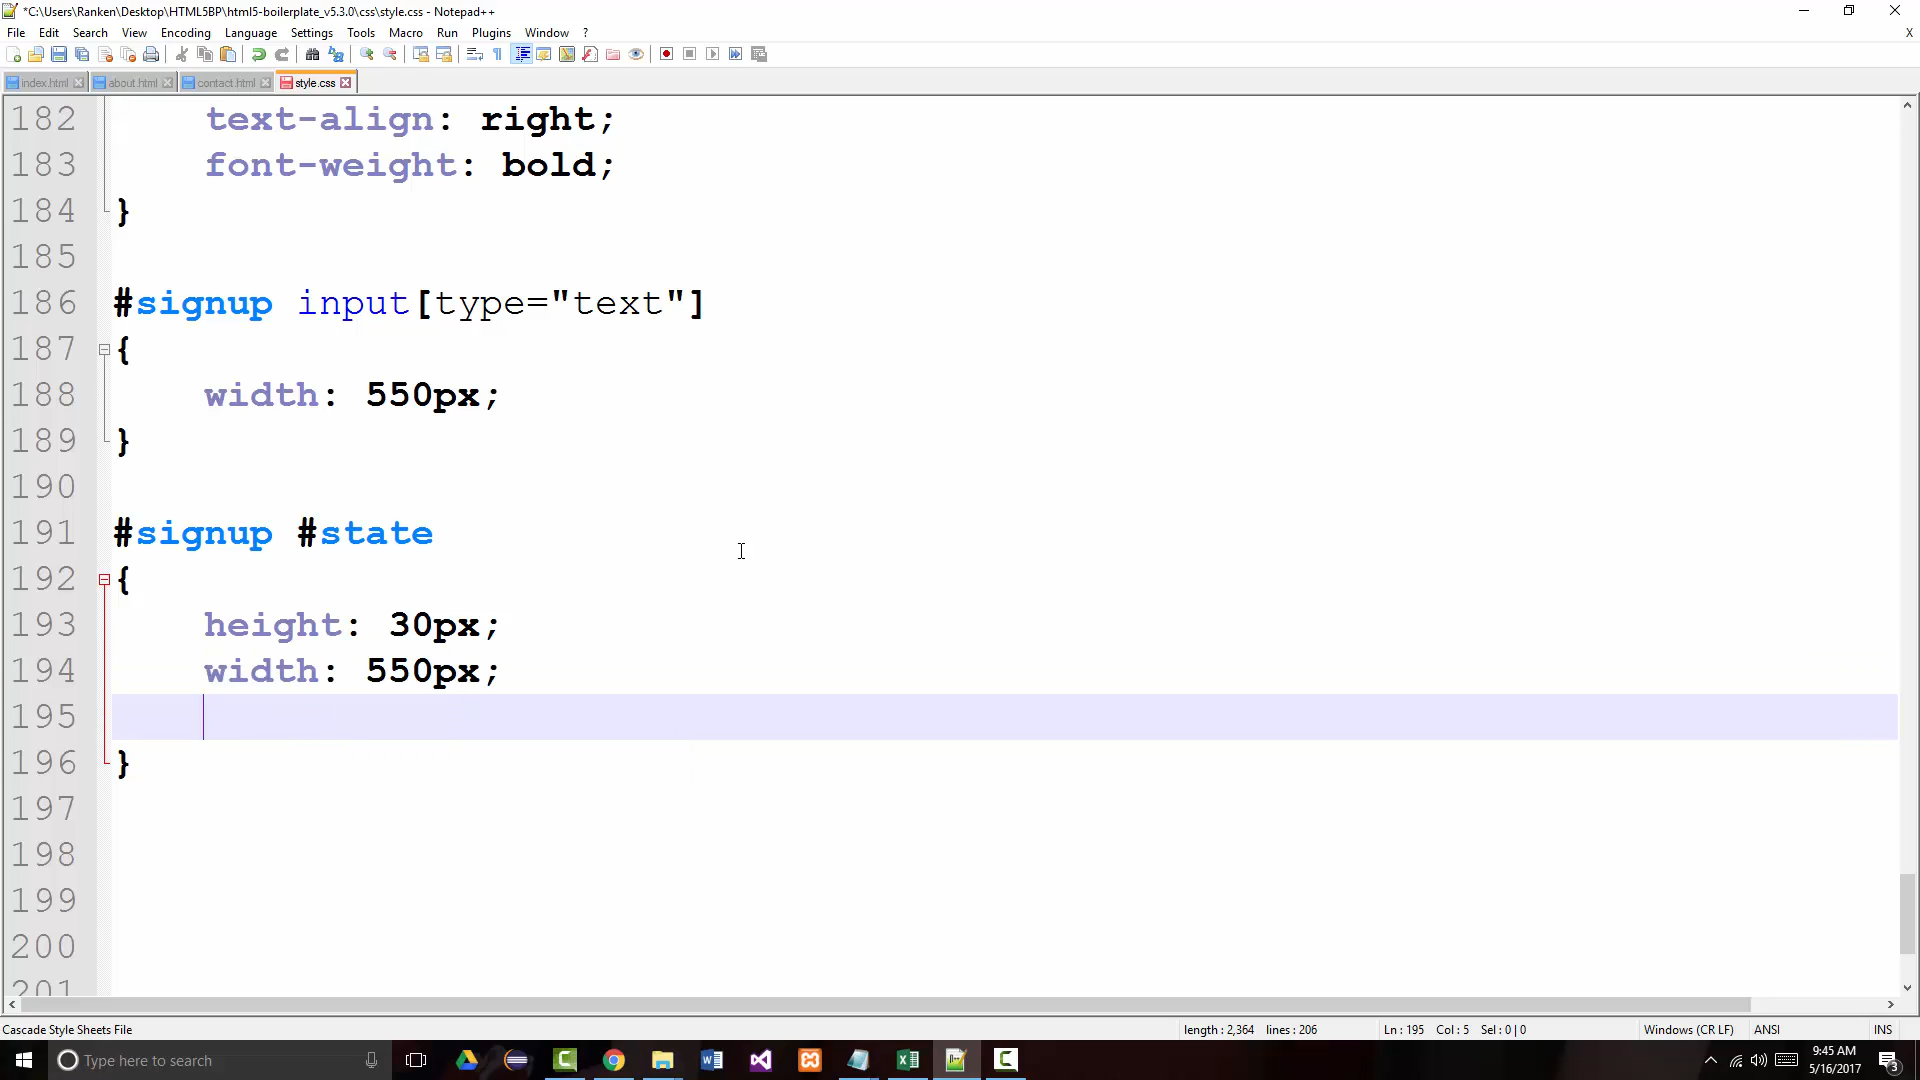 *C:\Users\Ranken\Desktop\HTML5BP\html5-boilerplate_v5.3.0\css\style.css - Notepad++
File Edit Search View Encoding Language Settings Tools Macro Run Plugins Window ? X
index.html about.html contact.html style.css
182 text-align: right;
183 font-weight: bold;
184 }
185
186 #signup input[type="text"]
187 {
188 width: 550px;
189 }
190
191 #signup #state
192 {
193 height: 30px;
194 width: 550px;
195
196 }
197
198
199
200
201
Cascade Style Sheets File length : 2,364 lines : 206 Ln : 195 Col : 5 Sel : 0 | 0 Windows (CR LF) ANSI INS
Type here to search 9:45 AM
5/16/2017 3